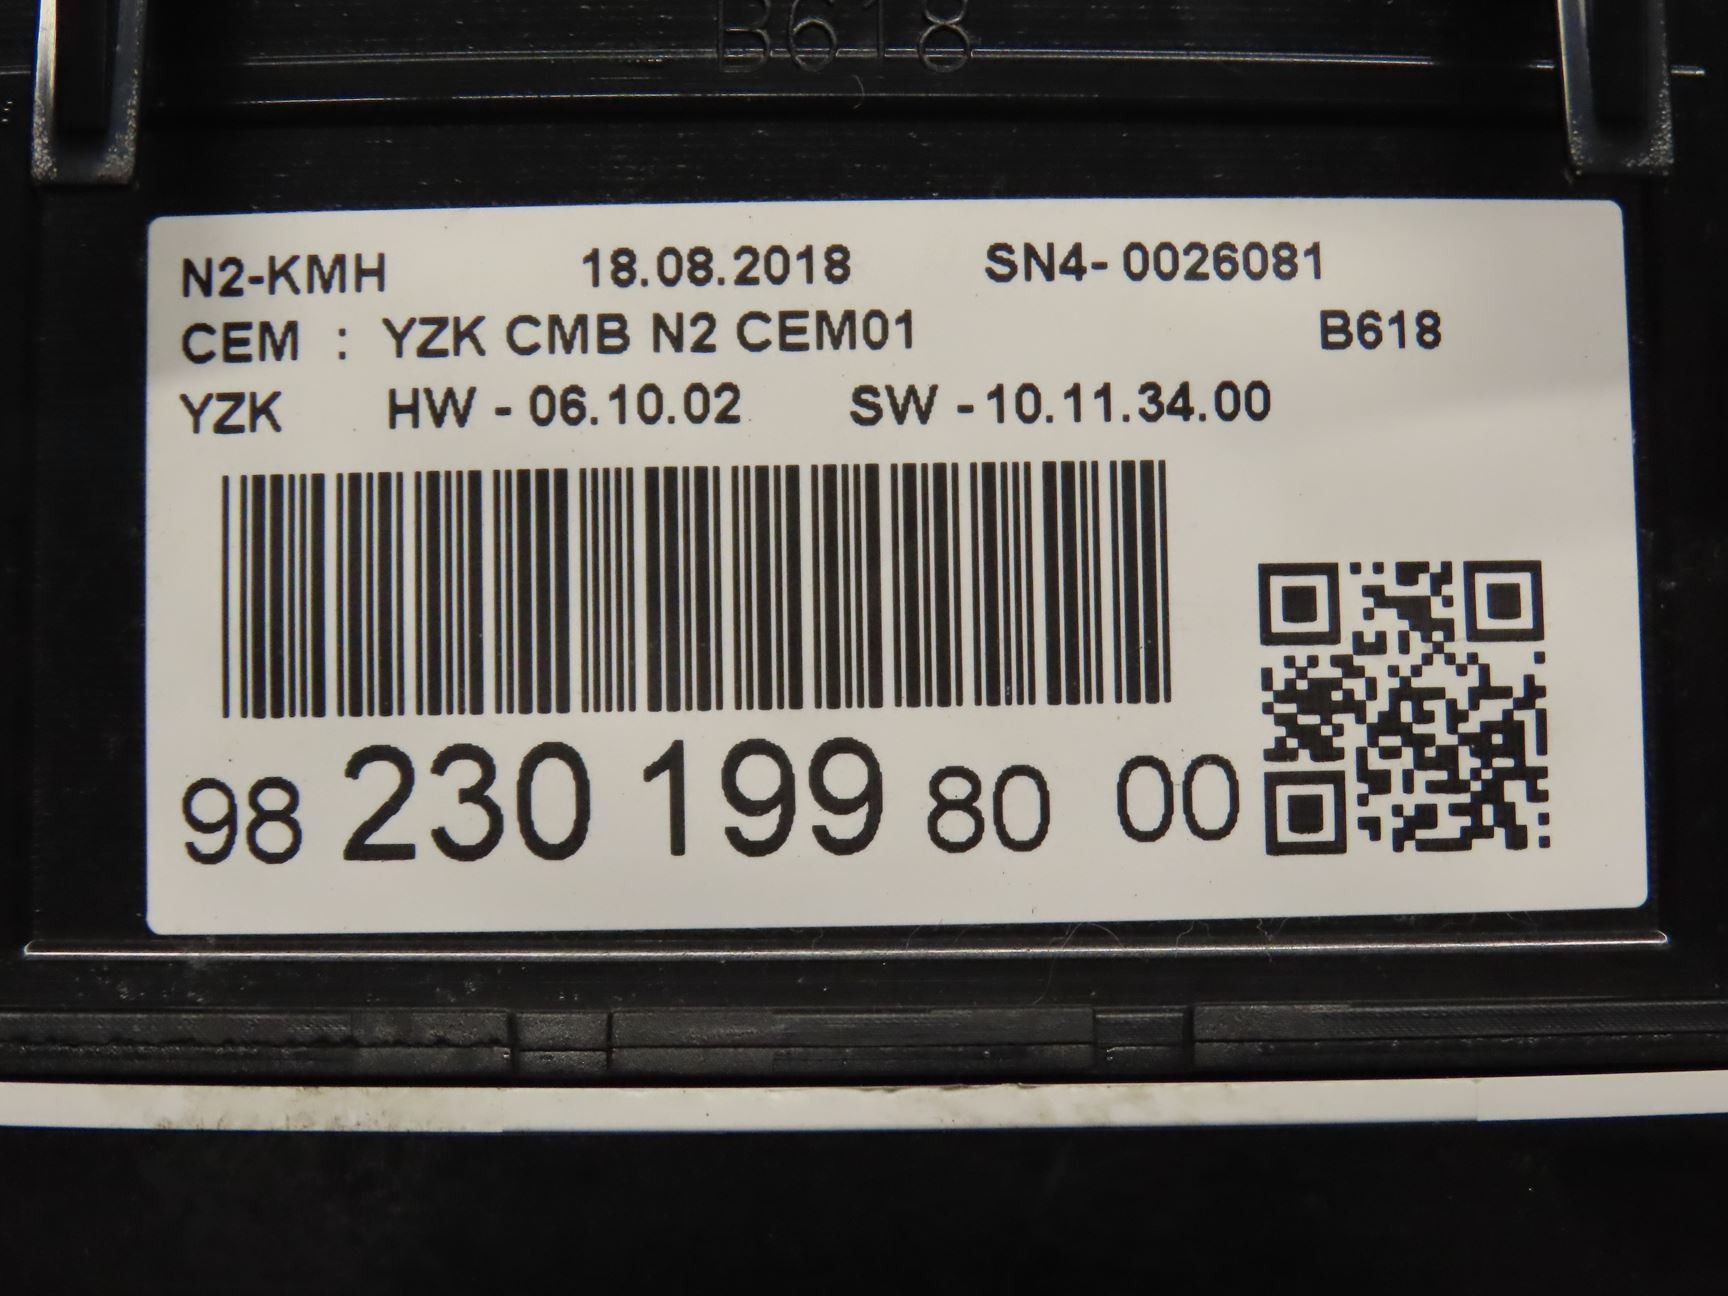 B618
N2-KMH 18.08.2018 SN4- 0026081
CEM : YZK CMB N2 CEM01 B618
YZK HW - 06.10.02 SW - 10.11.34.00
98 230 199 80 00